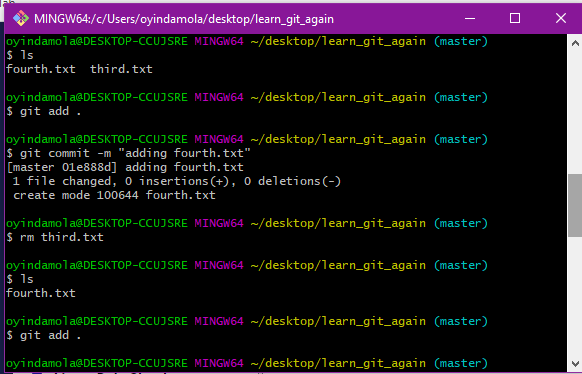 MINGW64:/c/Users/oyindamola/desktop/learn_git_again
oyindamola@DESKTOP-CCUJSRE MINGW64 ~/desktop/learn_git_again (master)
$ ls
fourth.txt  third.txt
oyindamola@DESKTOP-CCUJSRE MINGW64 ~/desktop/learn_git_again (master)
$ git add .
oyindamola@DESKTOP-CCUJSRE MINGW64 ~/desktop/learn_git_again (master)
$ git commit -m "adding fourth.txt"
[master 01e888d] adding fourth.txt
 1 file changed, 0 insertions(+), 0 deletions(-)
 create mode 100644 fourth.txt
oyindamola@DESKTOP-CCUJSRE MINGW64 ~/desktop/learn_git_again (master)
$ rm third.txt
oyindamola@DESKTOP-CCUJSRE MINGW64 ~/desktop/learn_git_again (master)
$ ls
fourth.txt
oyindamola@DESKTOP-CCUJSRE MINGW64 ~/desktop/learn_git_again (master)
$ git add .
oyindamola@DESKTOP-CCUJSRE MINGW64 ~/desktop/learn_git_again (master)